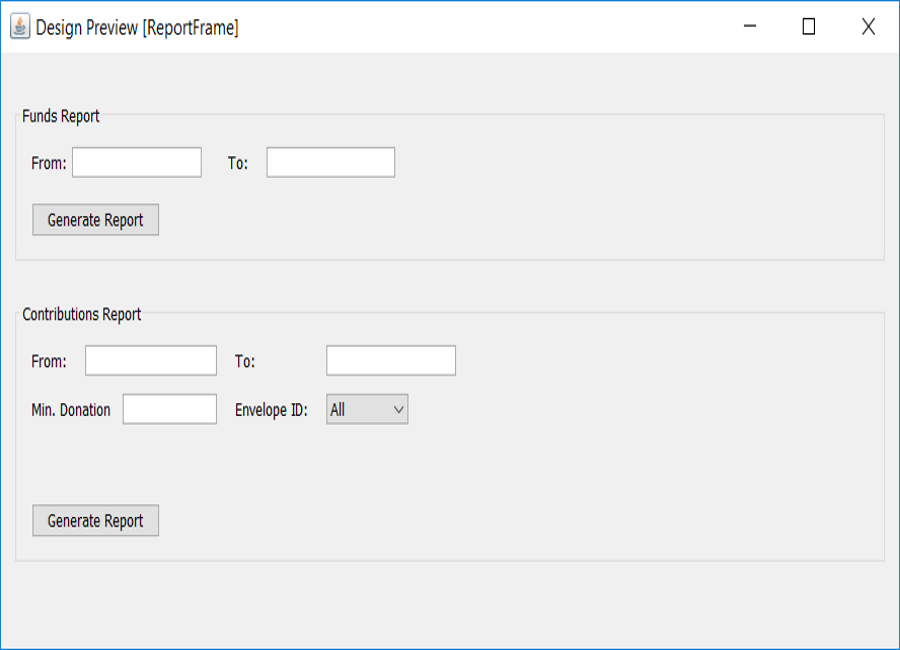 Design Preview [ReportFrame]
Funds Report
From: To:
Generate Report
Contributions Report
From: To:
Min. Donation Envelope ID: All
Generate Report